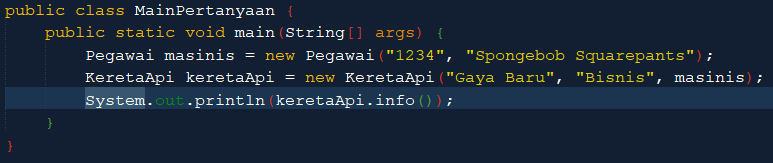 public class MainPertanyaan {
public static void main(String[] args) {
Pegawai masinis = new Pegawai("1234", "Spongebob Squarepants");
KeretaApi keretaApi = new KeretaApi("Gaya Baru", "Bisnis", masinis);
System.out.println(keretaApi.info());
}
}